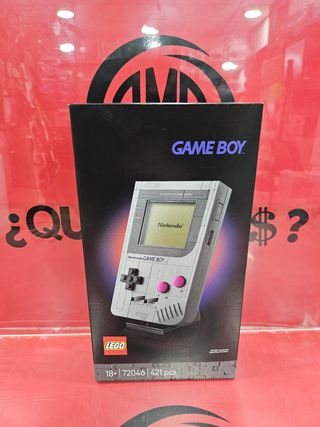 GAME BOY
¿QU
$?
Nintendo
Nintendo GAME BOY
LEGO
18+ 72046 421 pcs